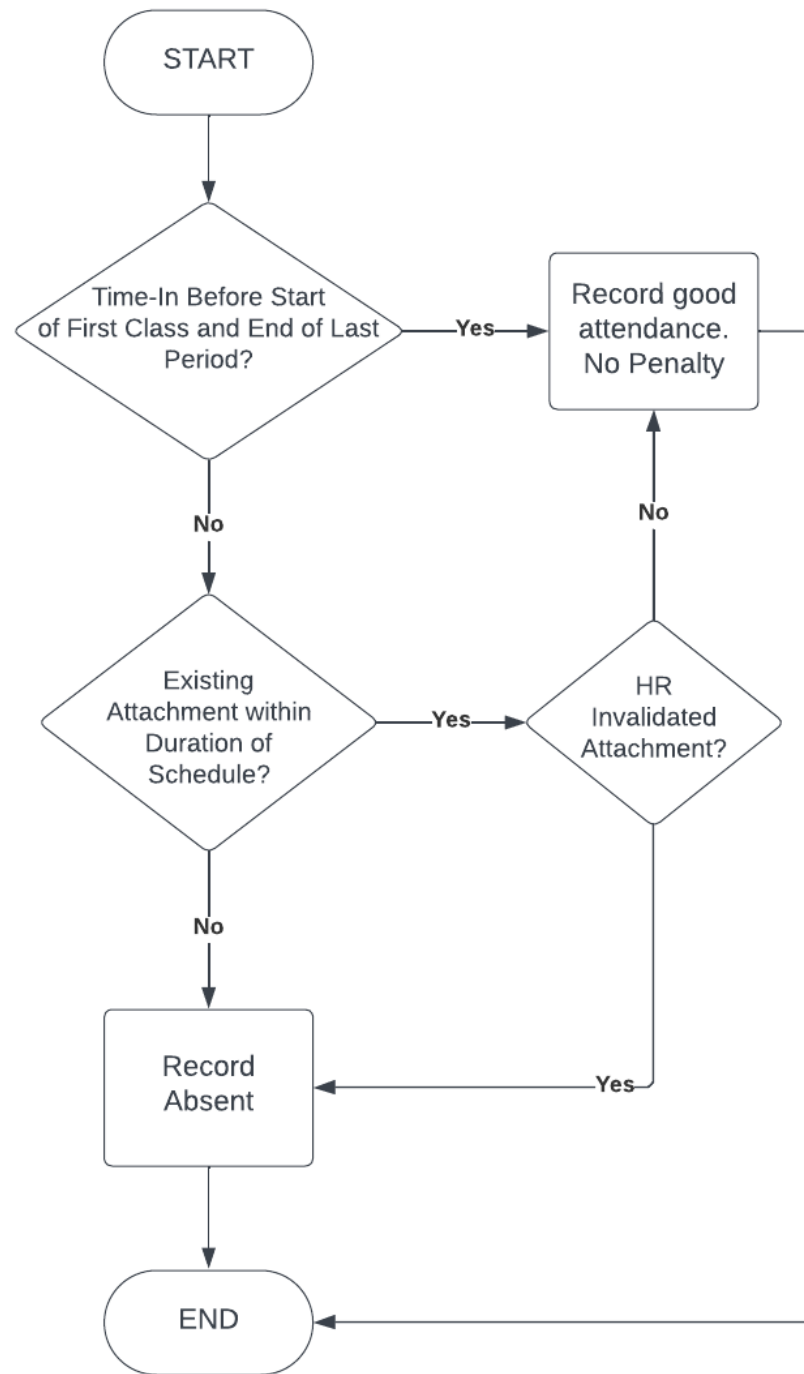 START
Time-In Before Start
of First Class and End of Last
Period?
Yes
Record good
attendance.
No Penalty
No
No
Existing
Attachment within
Duration of
Schedule?
Yes
HR
Invalidated
Attachment?
No
Record
Absent
Yes
END